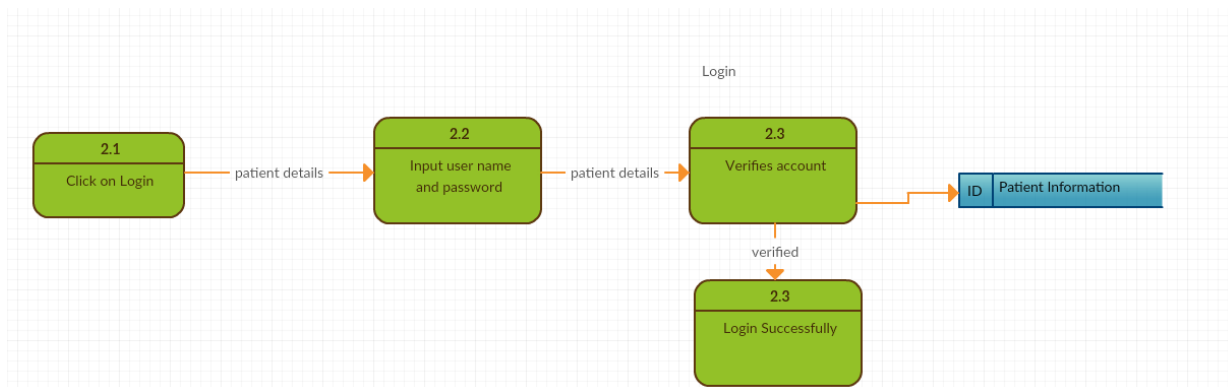 Login
2.1
Click on Login
patient details
2.2
Input user name
and password
patient details
2.3
Verifies account
ID
Patient Information
verified
2.3
Login Successfully